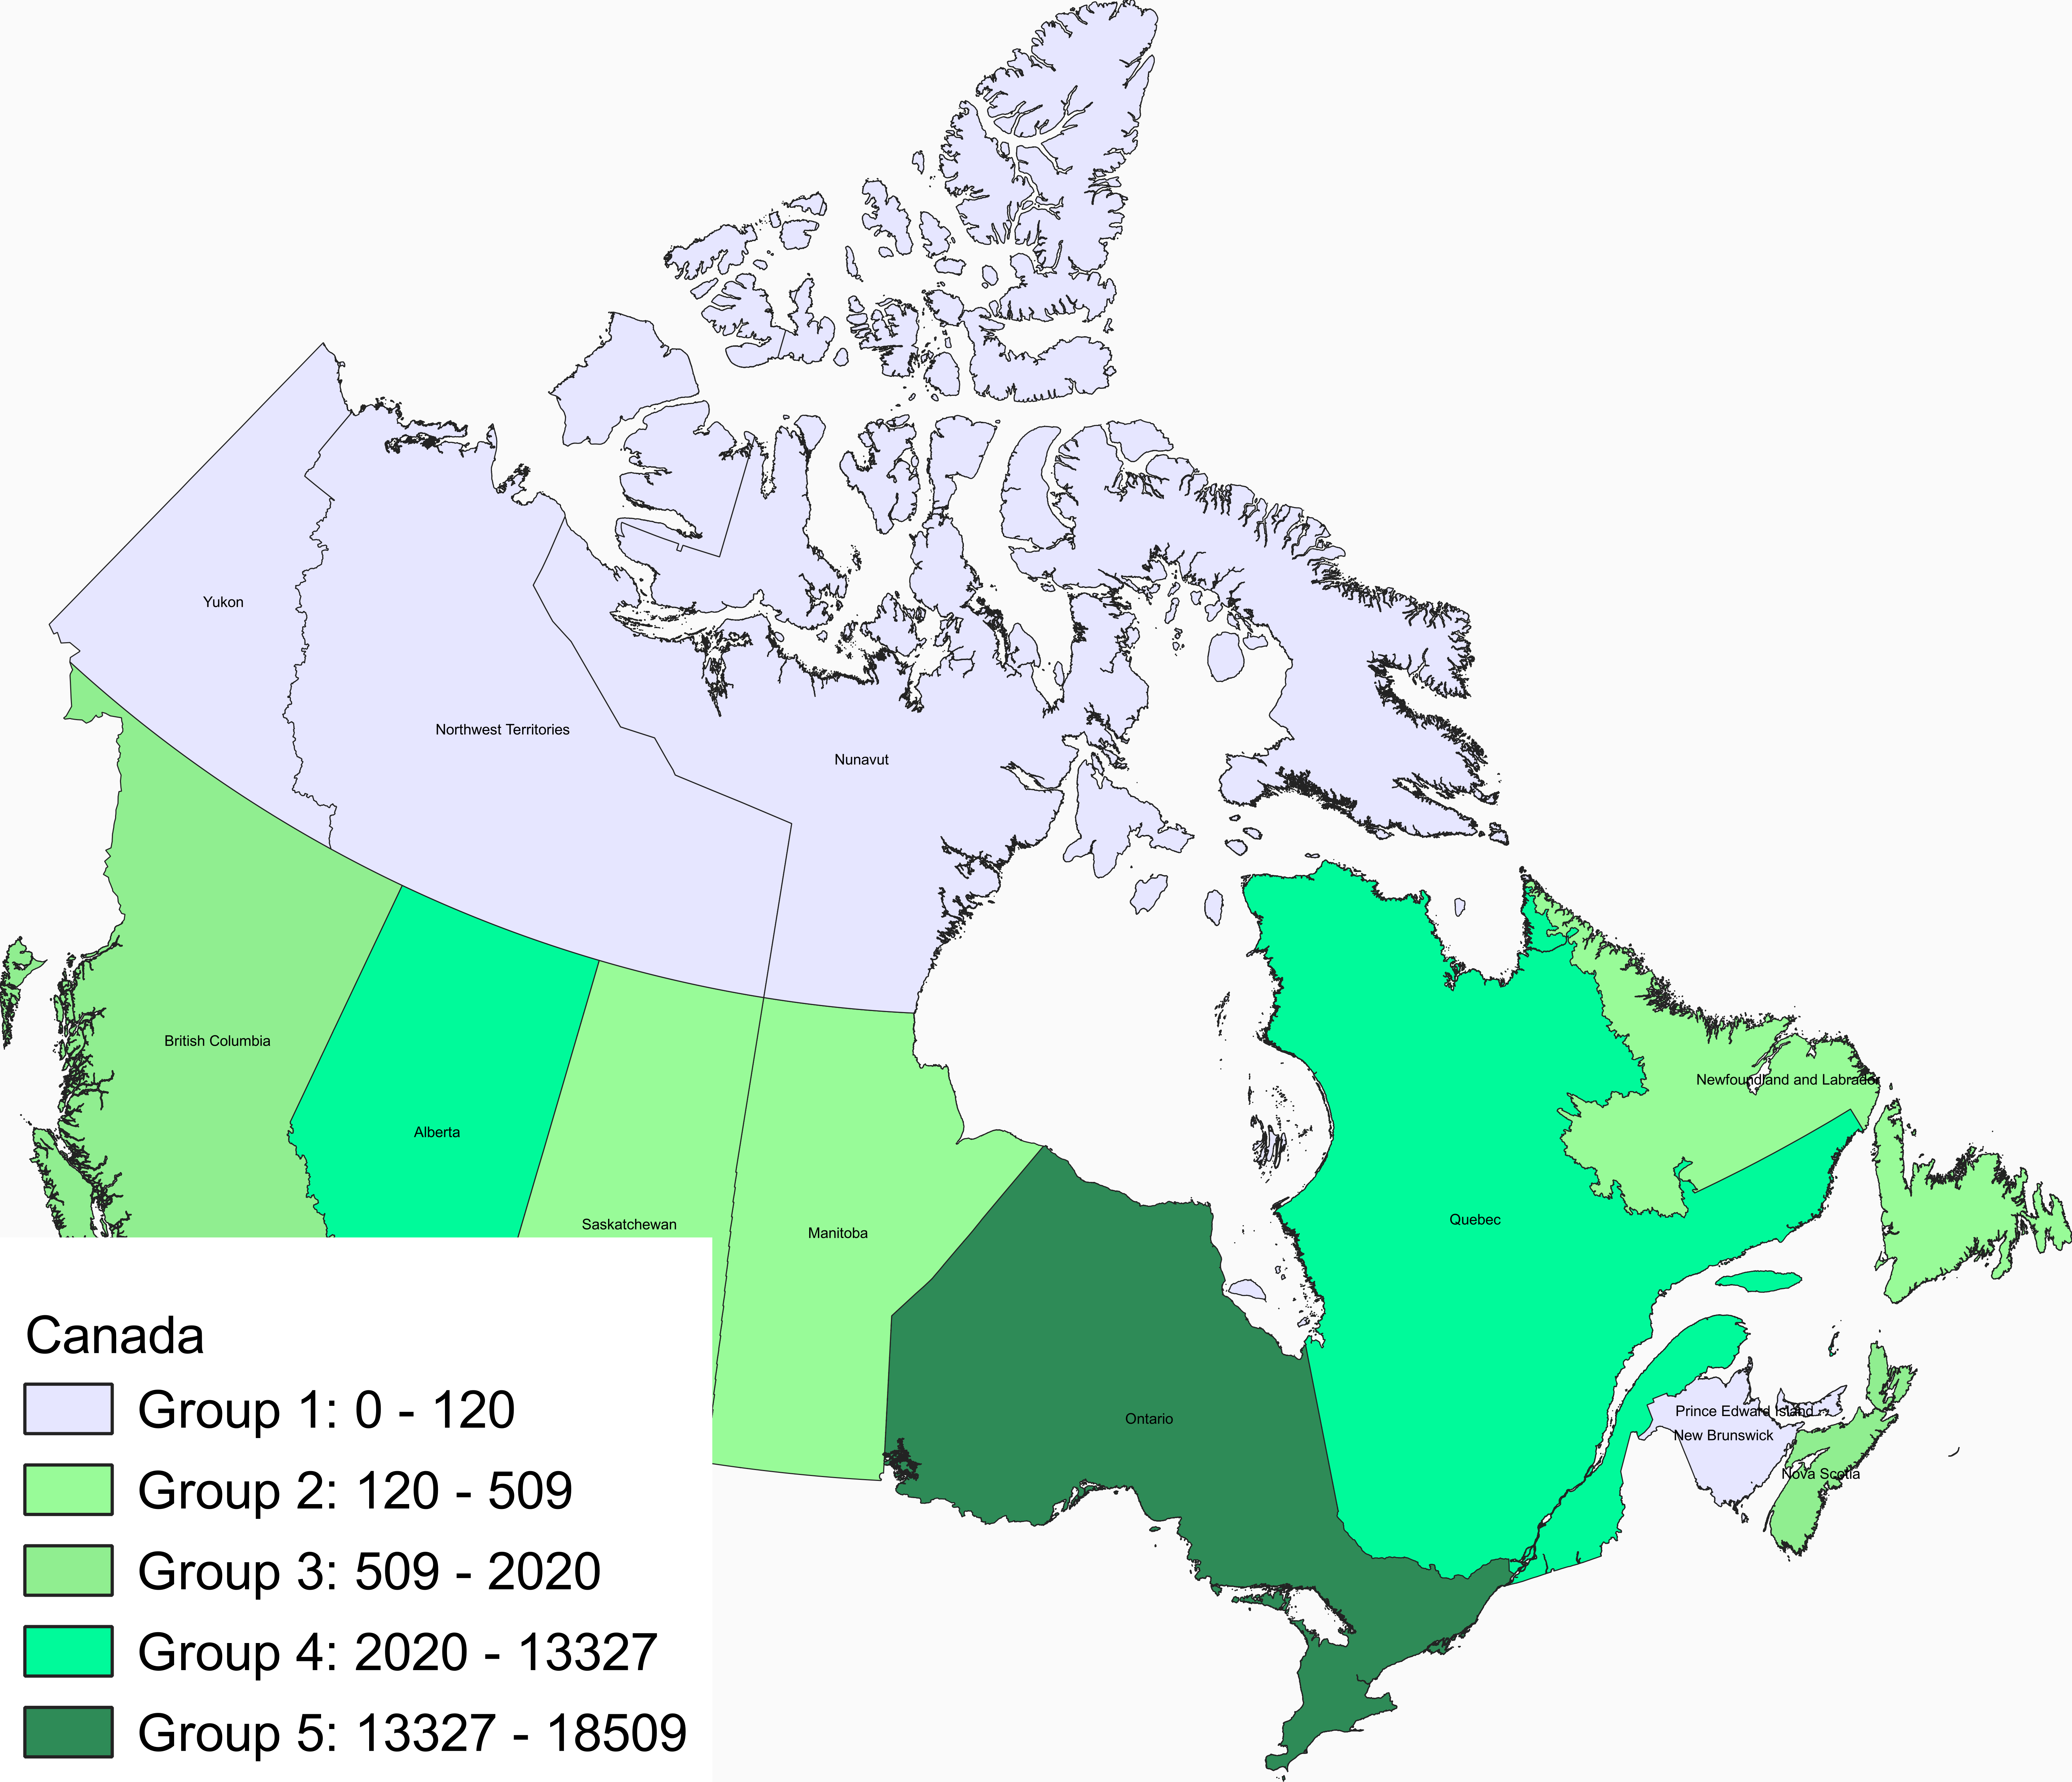 Yukon
Northwest Territories
Nunavut
British Columbia
Newfoundland and Labrador
Alberta
Quebec
Saskatchewan
Manitoba
Prince Edward Island
Ontario
New Brunswick
Nova Scotia
Canada
Group 1: 0 - 120
Group 2: 120 - 509
Group 3: 509 - 2020
Group 4: 2020 - 13327
Group 5: 13327 - 18509